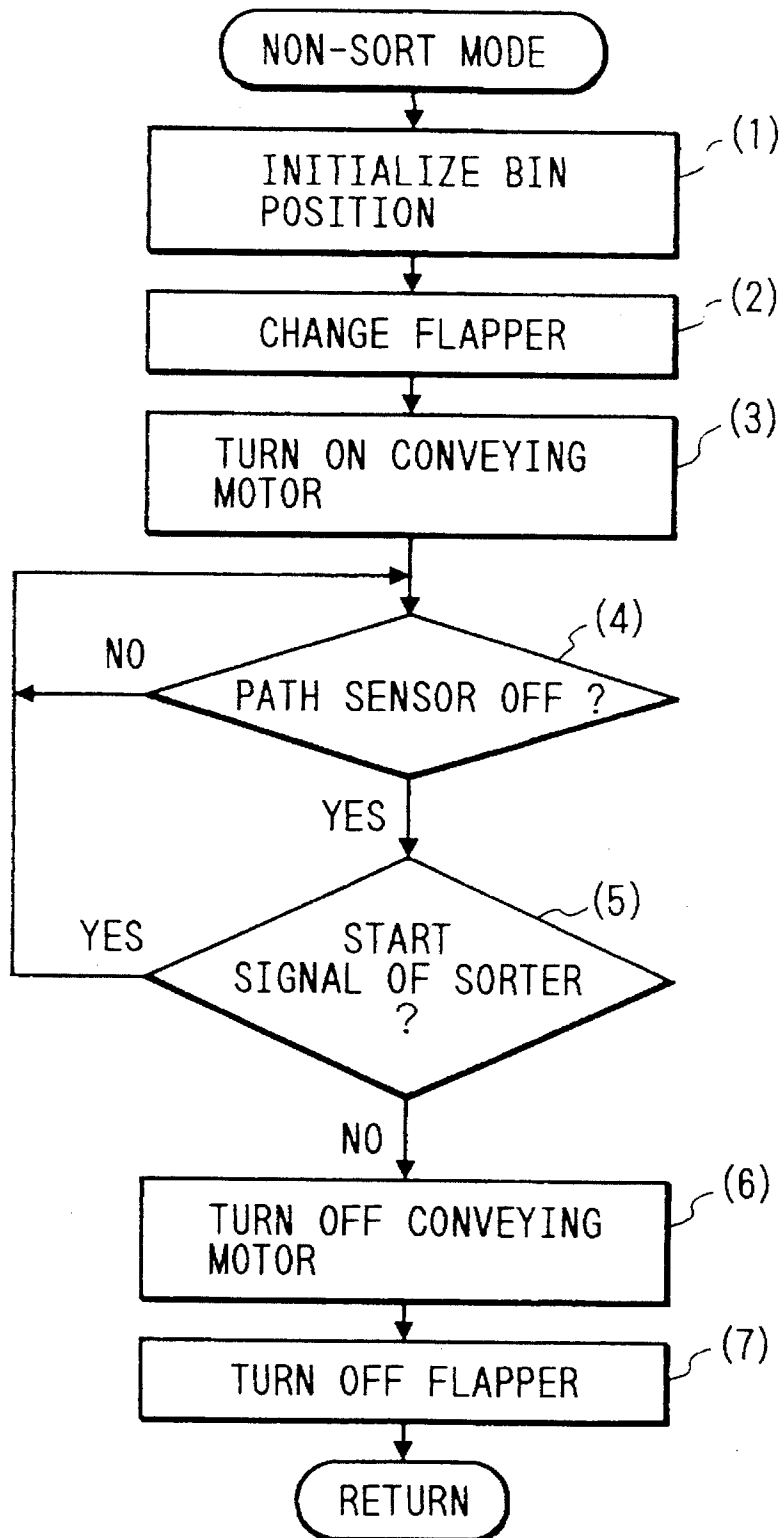 NON-SORT MODE
(1)
INITIALIZE BIN
POSITION
(2)
CHANGE FLAPPER
(3)
TURN ON CONVEYING
MOTOR
(4)
NO
PATH SENSOR OFF ?
YES
(5)
YES
START
SIGNAL OF SORTER
?
NO
(6)
TURN OFF CONVEYING
MOTOR
(7)
TURN OFF FLAPPER
RETURN